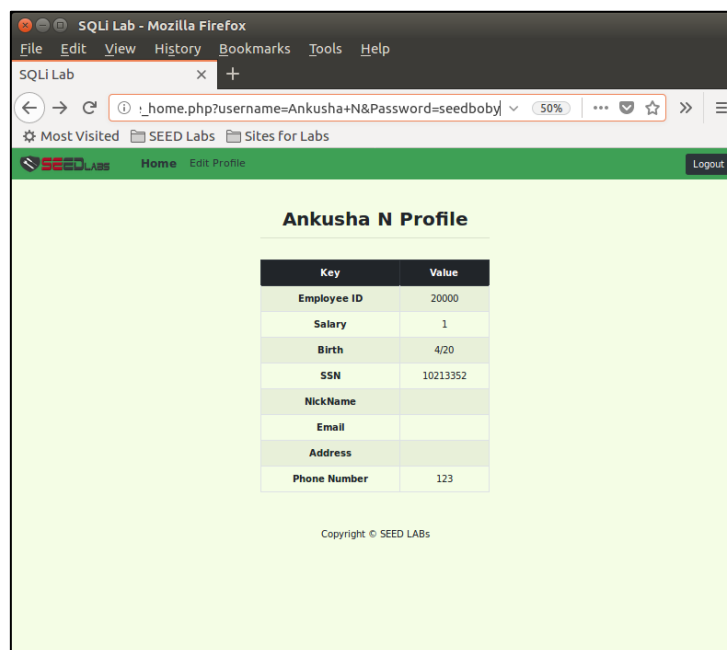 SQLi Lab - Mozilla Firefox
File Edit View History Bookmarks Tools Help
SQLi Lab
_home.php?username=Ankusha+N&Password=seedboby 50%
Most Visited SEED Labs Sites for Labs
SEEDLABS Home Edit Profile Logout
Ankusha N Profile
Key Value
Employee ID 20000
Salary 1
Birth 4/20
SSN 10213352
NickName
Email
Address
Phone Number 123
Copyright © SEED LABs